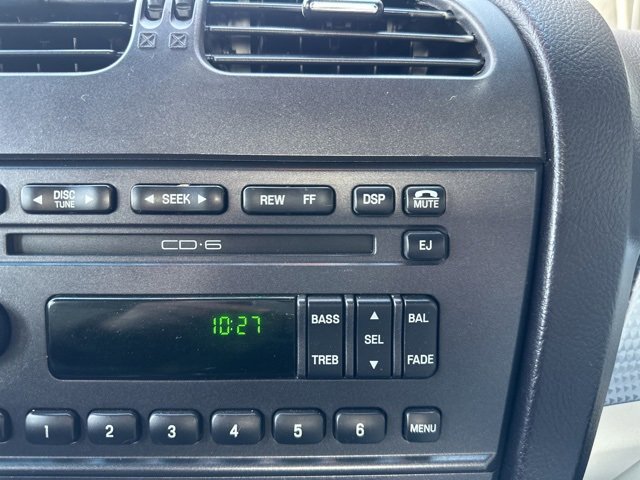 DISC TUNE SEEK REW FF DSP MUTE
CD·6 EJ
10:27 BASS TREB SEL BAL FADE
1 2 3 4 5 6 MENU